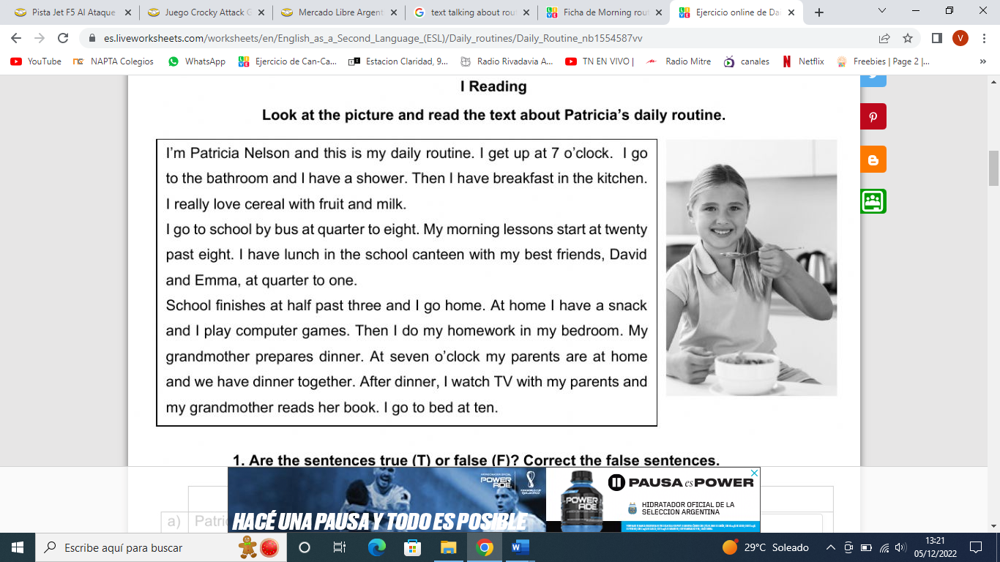 Pista Jet F5 Al Ataque
Juego Crocky Attack G
Mercado Libre Argent
text talking about rout
Ficha de Morning rout
Ejercicio online de Dai
es.liveworksheets.com/worksheets/en/English_as_a_Second_Language_(ESL)/Daily_routines/Daily_Routine_nb1554587vv
V
YouTube
NAPTA Colegios
WhatsApp
Ejercicio de Can-Ca...
Estacion Claridad, 9...
Radio Rivadavia A...
TN EN VIVO |
Radio Mitre
canales
Netflix
Freebies | Page 2 |...
»
I Reading
Look at the picture and read the text about Patricia's daily routine.
I'm Patricia Nelson and this is my daily routine. I get up at 7 o'clock. I go
to the bathroom and I have a shower. Then I have breakfast in the kitchen.
I really love cereal with fruit and milk.
I go to school by bus at quarter to eight. My morning lessons start at twenty
past eight. I have lunch in the school canteen with my best friends, David
and Emma, at quarter to one.
School finishes at half past three and I go home. At home I have a snack
and I play computer games. Then I do my homework in my bedroom. My
grandmother prepares dinner. At seven o'clock my parents are at home
and we have dinner together. After dinner, I watch TV with my parents and
my grandmother reads her book. I go to bed at ten.
1. Are the sentences true (T) or false (F)? Correct the false sentences.
a) Patri
POWERADE
HACÉ UNA PAUSA Y TODO ES POSIBLE
POWERADE
PAUSA es POWER
HIDRATADOR OFICIAL DE LA
SELECCION ARGENTINA
Escribe aquí para buscar
29°C Soleado
13:21
05/12/2022